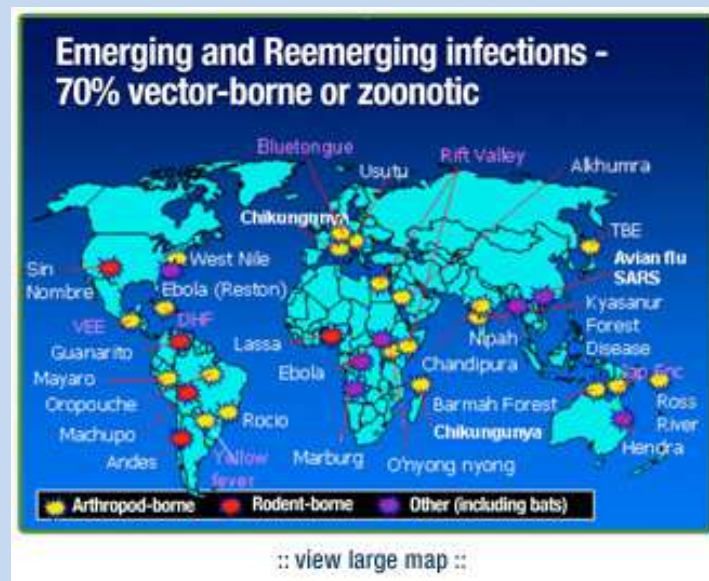 Emerging and Reemerging infections -
70% vector-borne or zoonotic
Bluetongue
Usutu
Rift Valley
Alkhumra
Chikungunya
TBE
West Nile
Avian flu
SARS
Sin
Nombre
Ebola (Reston)
Kyasanur
Forest
Disease
VEE
DHF
Nipah
Guanarito
Lassa
Chandipura
Mayaro
Ebola
Jap Enc
Oropouche
Barmah Forest
Ross
River
Machupo
Rocio
Chikungunya
Hendra
Andes
Yellow
fever
Marburg
O'nyong nyong
Arthropod-borne
Rodent-borne
Other (including bats)
:: view large map ::